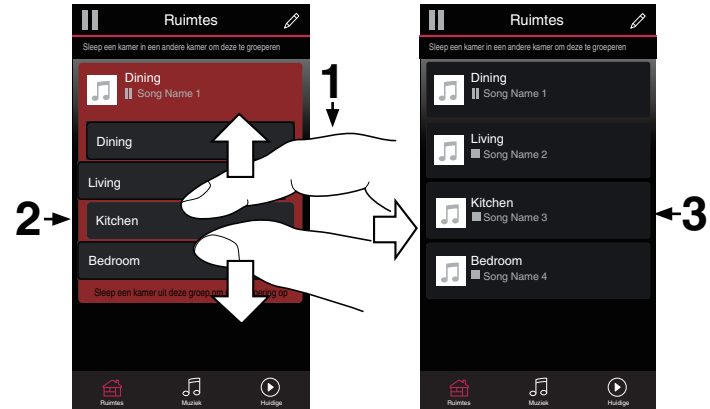 Ruimtes
Sleep een kamer in een andere kamer om deze te groeperen
Dining
Song Name 1
Dining
Living
Kitchen
Bedroom
Sleep een kamer uit deze groep om pering op
Ruimtes
Muziek
Huidige
1
2
3
Ruimtes
Sleep een kamer in een andere kamer om deze te groeperen
Dining
Song Name 1
Living
Song Name 2
Kitchen
Song Name 3
Bedroom
Song Name 4
Ruimtes
Muziek
Huidige